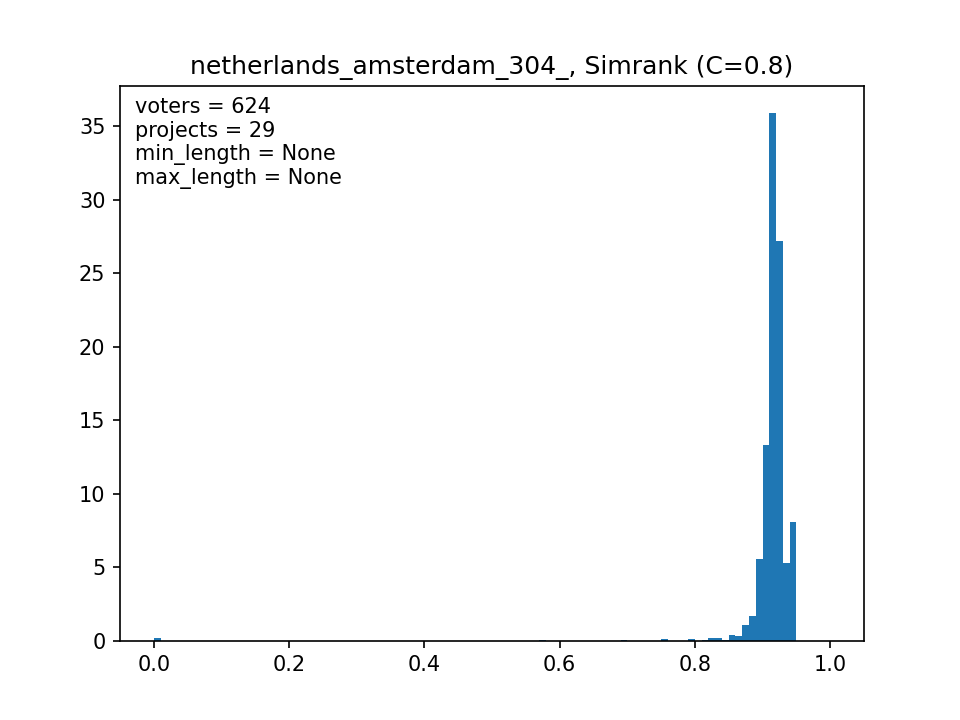 netherlands_amsterdam_304_, Simrank (C=0.8)
voters = 624
projects = 29
min_length = None
max_length = None
35
30
25
20
15
10
5
0
0.0 0.2 0.4 0.6 0.8 1.0